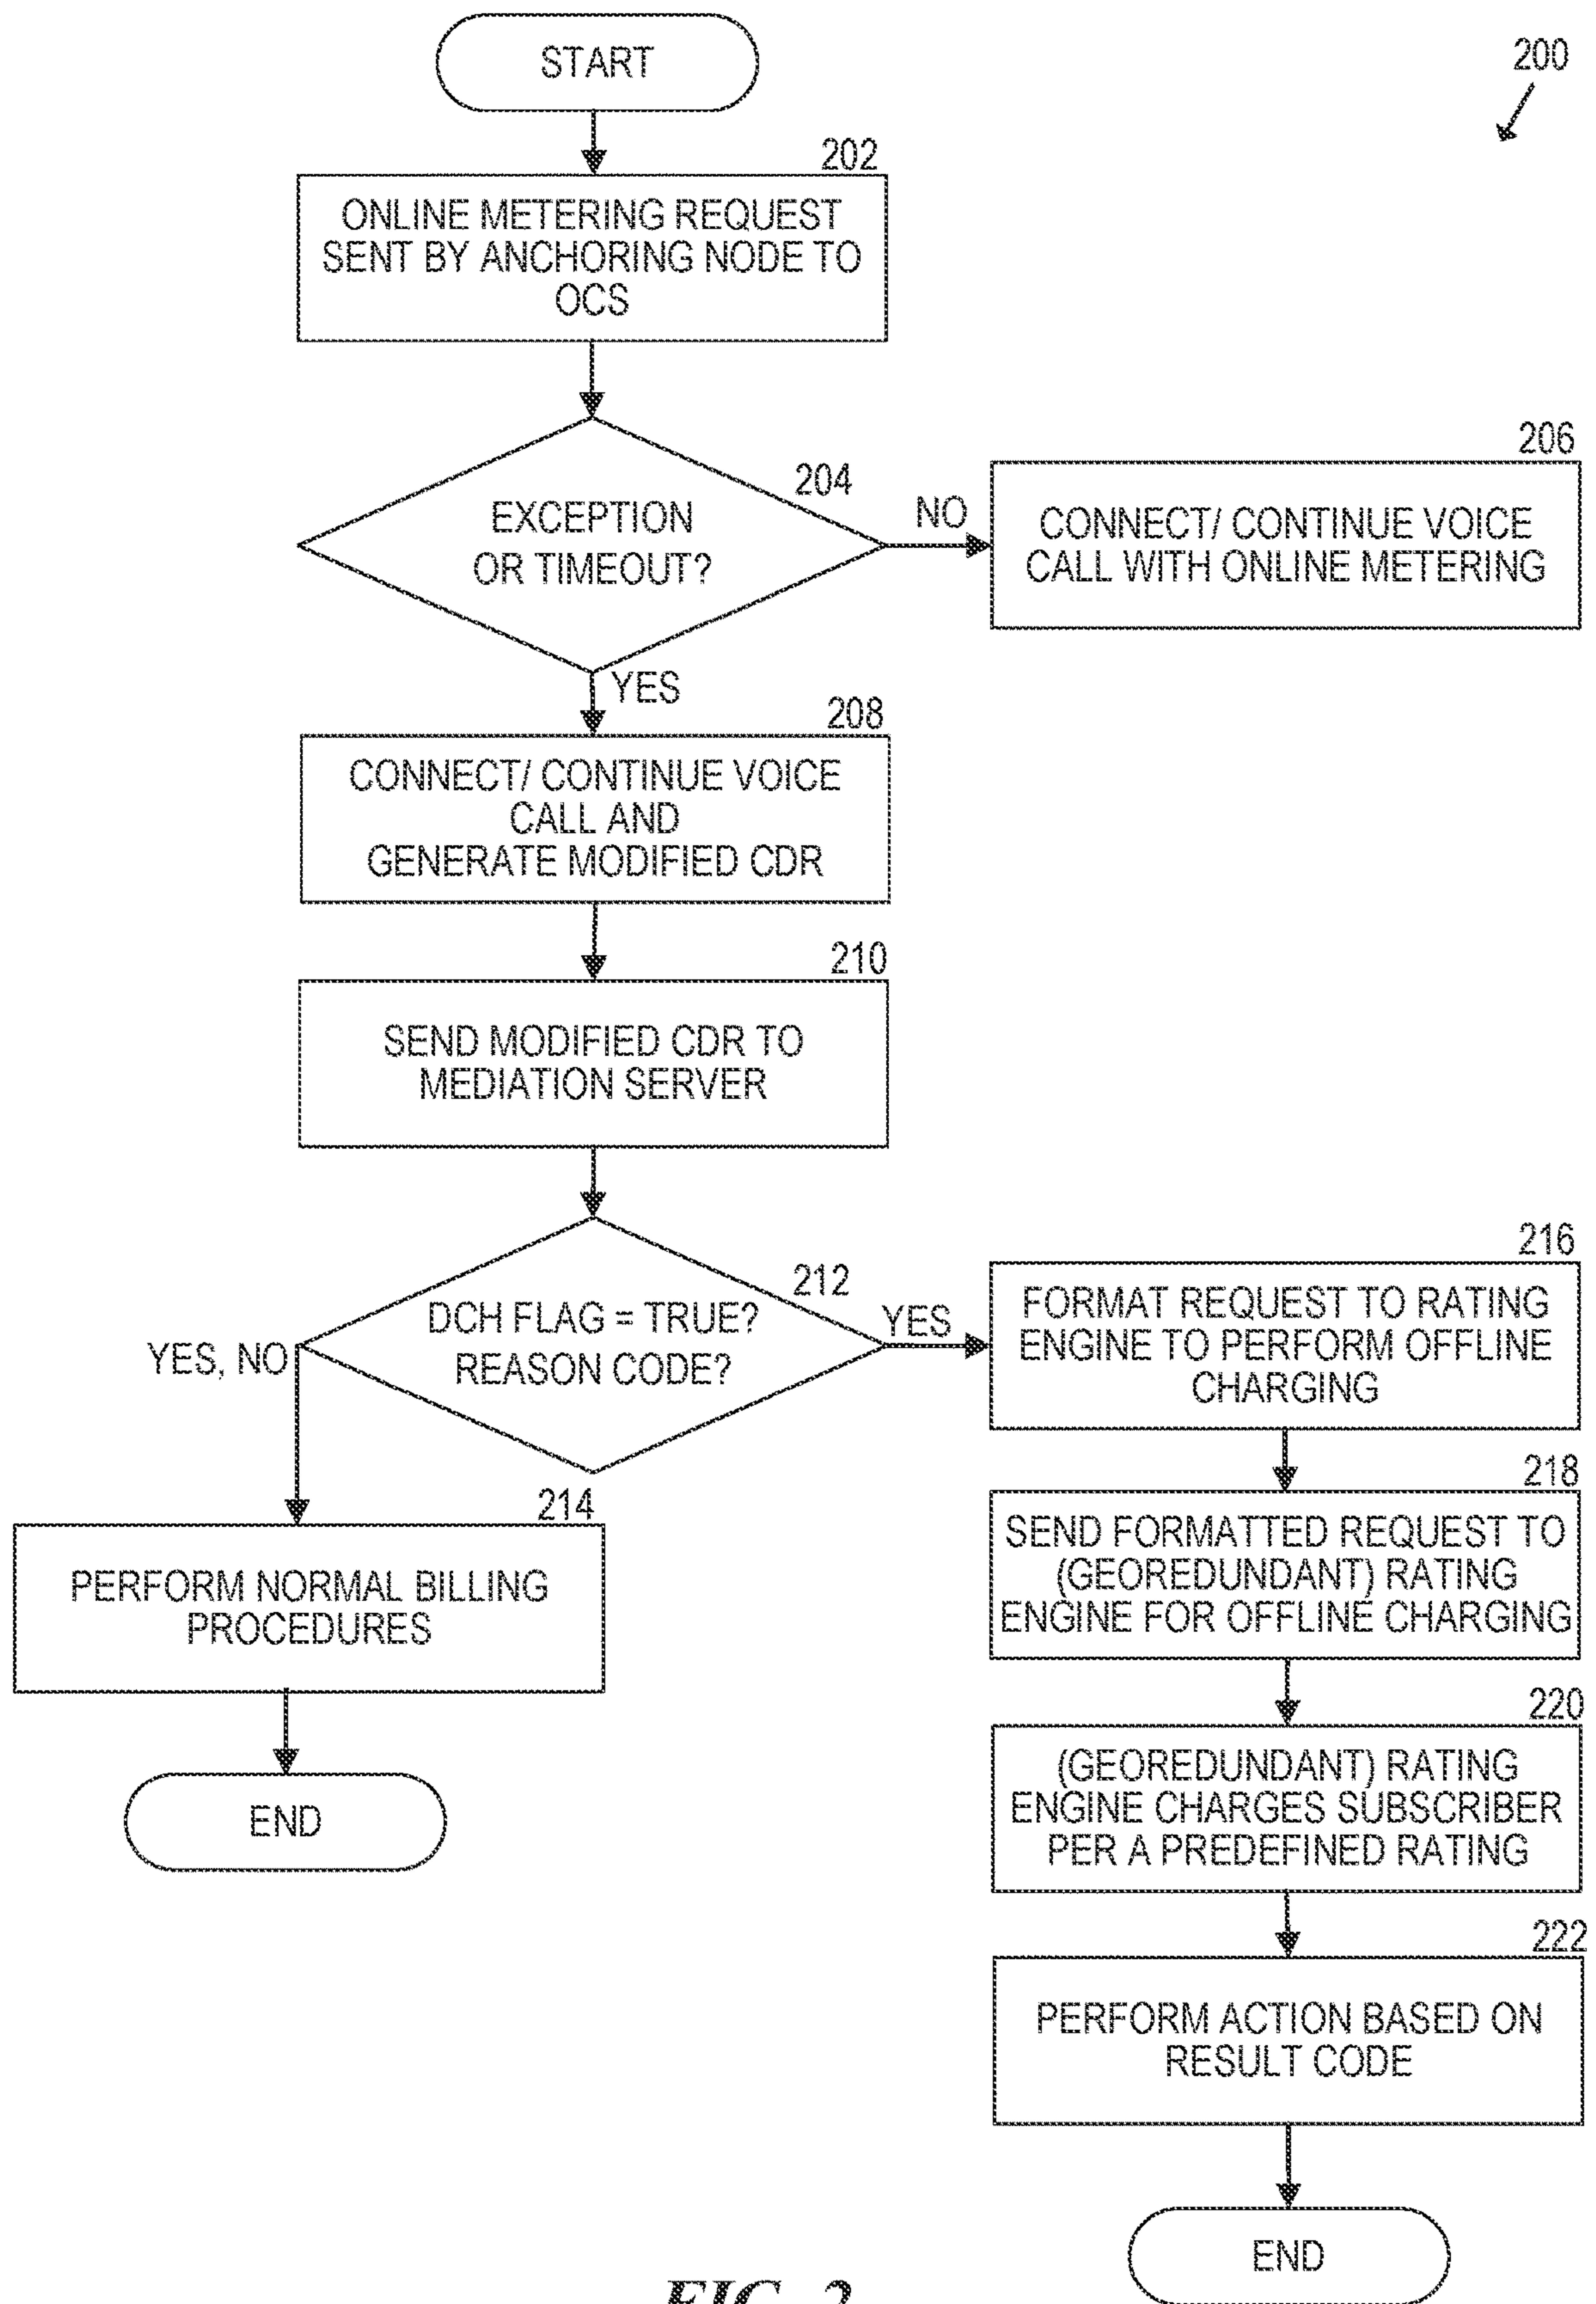 START
200
202
ONLINE METERING REQUEST
SENT BY ANCHORING NODE TO
OCS
204
EXCEPTION
OR TIMEOUT?
NO
206
CONNECT/ CONTINUE VOICE
CALL WITH ONLINE METERING
YES
208
CONNECT/ CONTINUE VOICE
CALL AND
GENERATE MODIFIED CDR
210
SEND MODIFIED CDR TO
MEDIATION SERVER
212
DCH FLAG = TRUE?
REASON CODE?
YES, NO
YES
214
PERFORM NORMAL BILLING
PROCEDURES
END
216
FORMAT REQUEST TO RATING
ENGINE TO PERFORM OFFLINE
CHARGING
218
SEND FORMATTED REQUEST TO
(GEOREDUNDANT) RATING
ENGINE FOR OFFLINE CHARGING
220
(GEOREDUNDANT) RATING
ENGINE CHARGES SUBSCRIBER
PER A PREDEFINED RATING
222
PERFORM ACTION BASED ON
RESULT CODE
END
FIG. 2